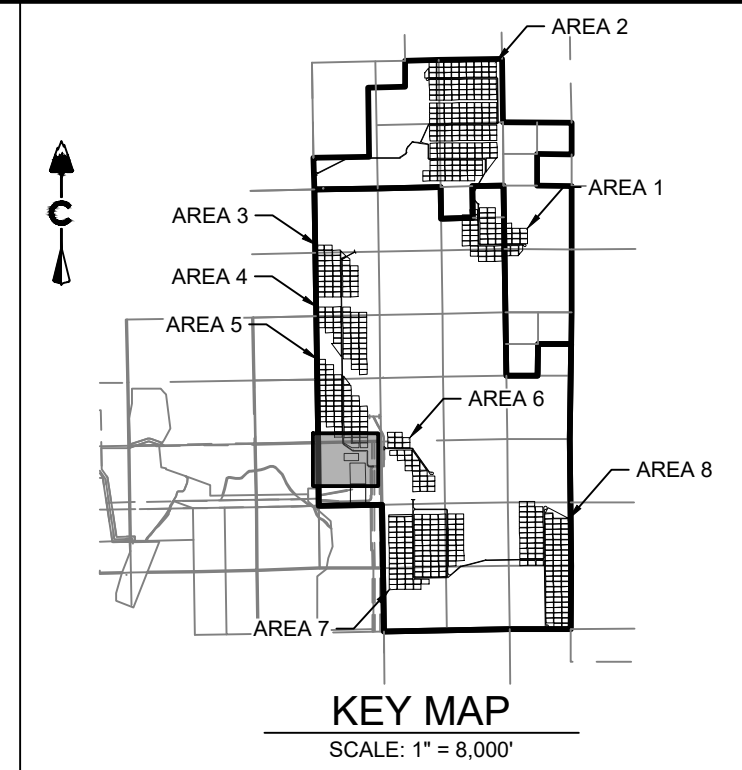 AREA 2
AREA 1
AREA 3
AREA 4
AREA 5
AREA 6
AREA 8
AREA 7
C
KEY MAP
SCALE: 1" = 8,000'